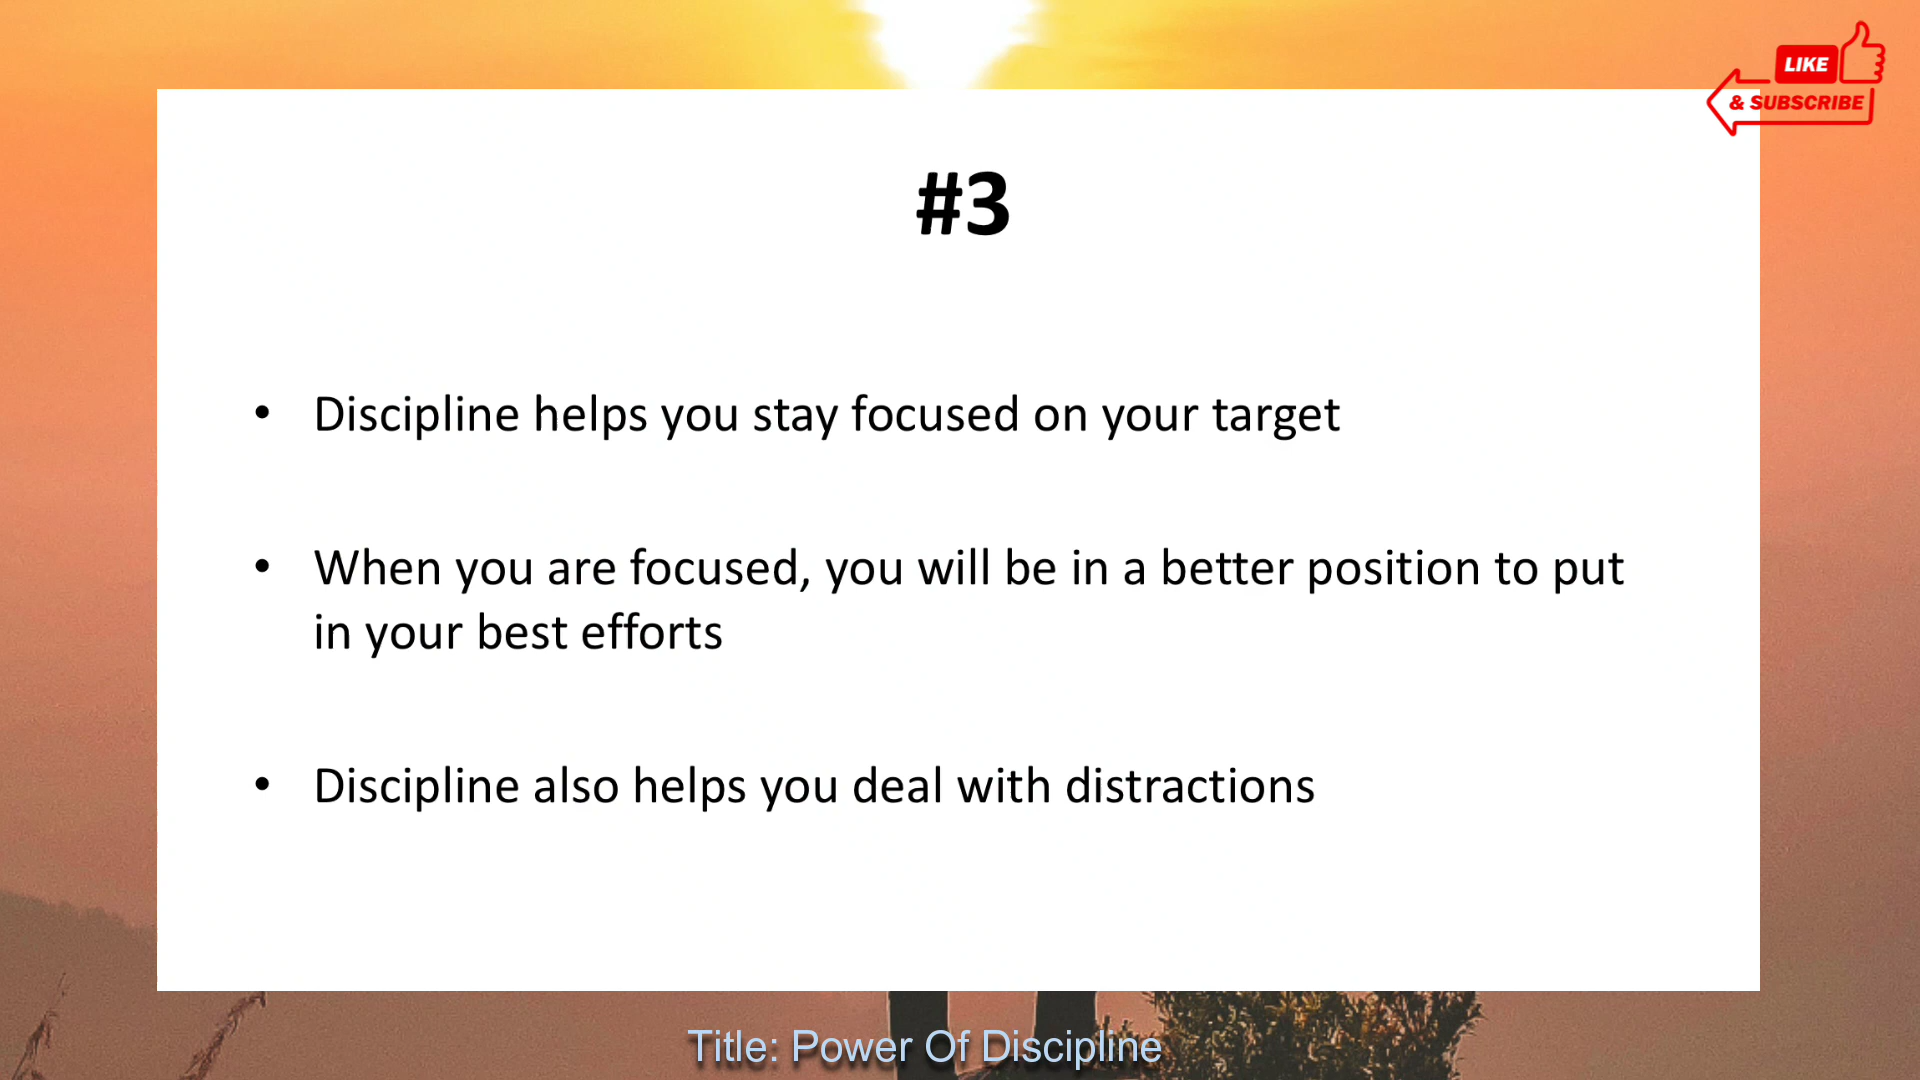 LIKE
& SUBSCRIBE
#3
• Discipline helps you stay focused on your target
• When you are focused, you will be in a better position to put
in your best efforts
• Discipline also helps you deal with distractions
Title: Power Of Discipline